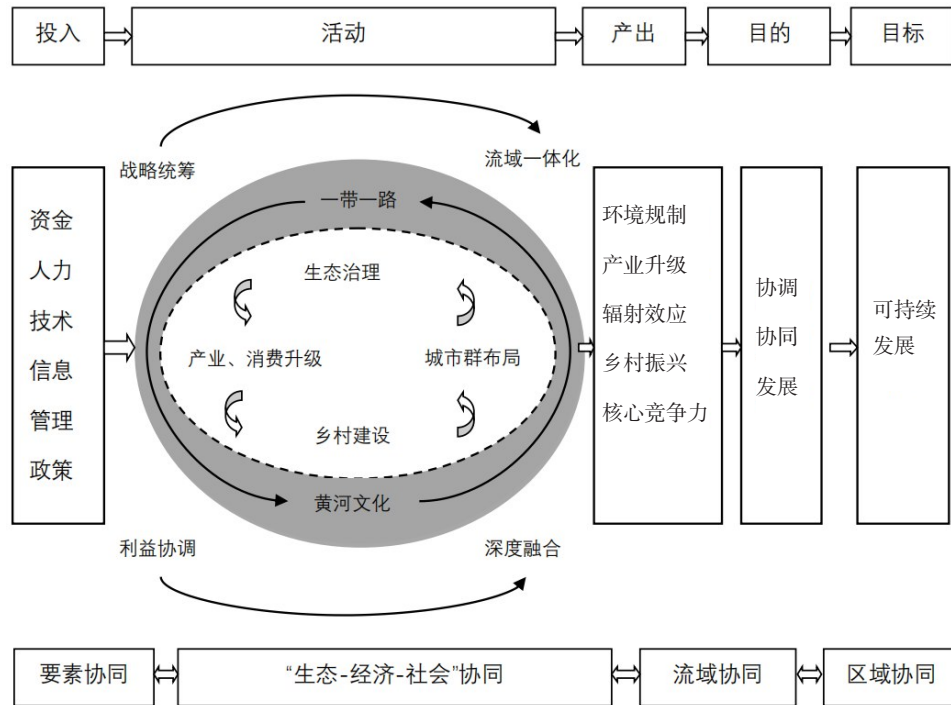 投入
活动
产出
目的
目标
战略统筹
流域一体化
资金
人力
技术
信息
管理
政策
一带一路
生态治理
产业、消费升级
城市群布局
乡村建设
黄河文化
环境规制
产业升级
辐射效应
乡村振兴
核心竞争力
协调
协同
发展
可持续
发展
利益协调
深度融合
要素协同
“生态-经济-社会”协同
流域协同
区域协同